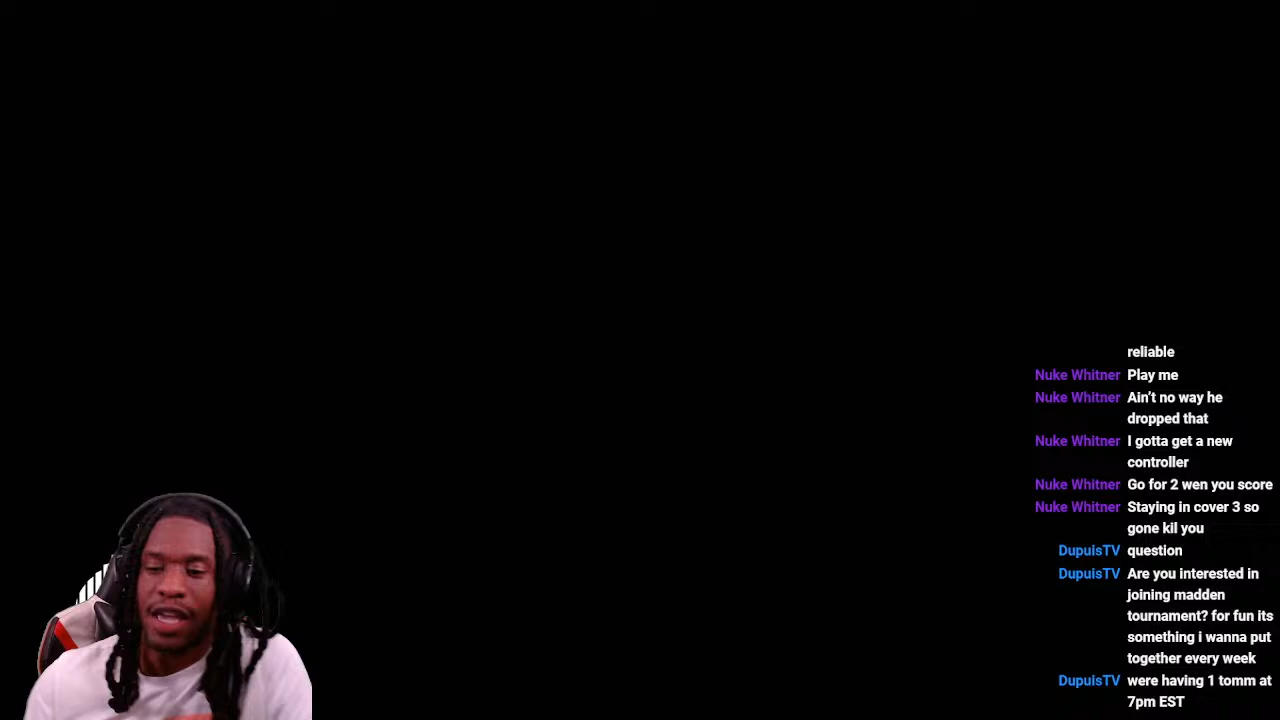 reliable
Nuke Whitner Play me
Nuke Whitner Ain't no way he
dropped that
Nuke Whitner I gotta get a new
controller
Nuke Whitner Go for 2 wen you score
Nuke Whitner Staying in cover 3 so
gone kil you
DupuisTV question
DupuisTV Are you interested in
joining madden
tournament? for fun its
something i wanna put
together every week
DupuisTV were having 1 tomm at
7pm EST